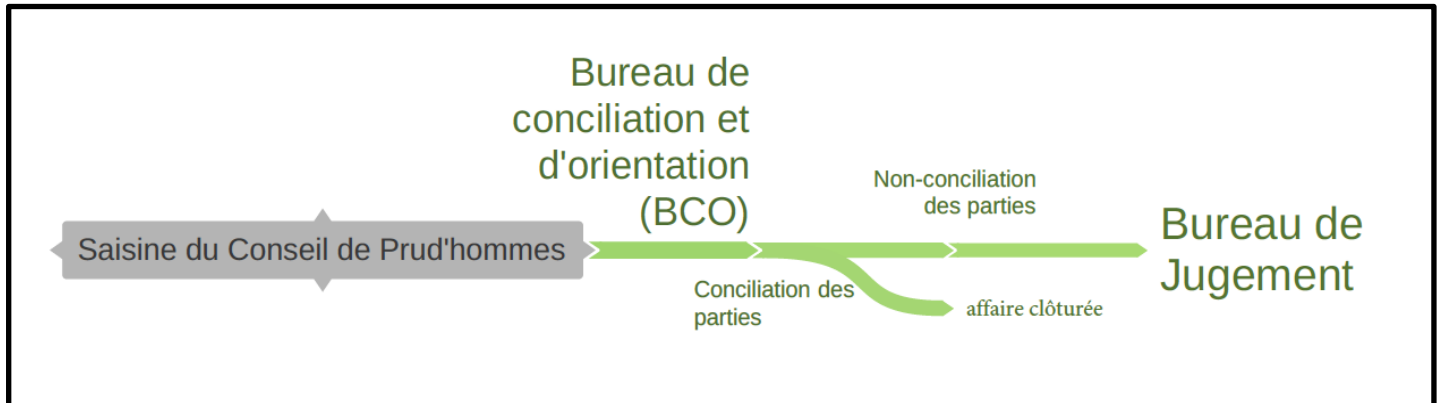 Bureau de
conciliation et
d'orientation
(BCO)
Non-conciliation
des parties
Saisine du Conseil de Prud'hommes
Bureau de
Jugement
Conciliation des
parties
affaire clôturée